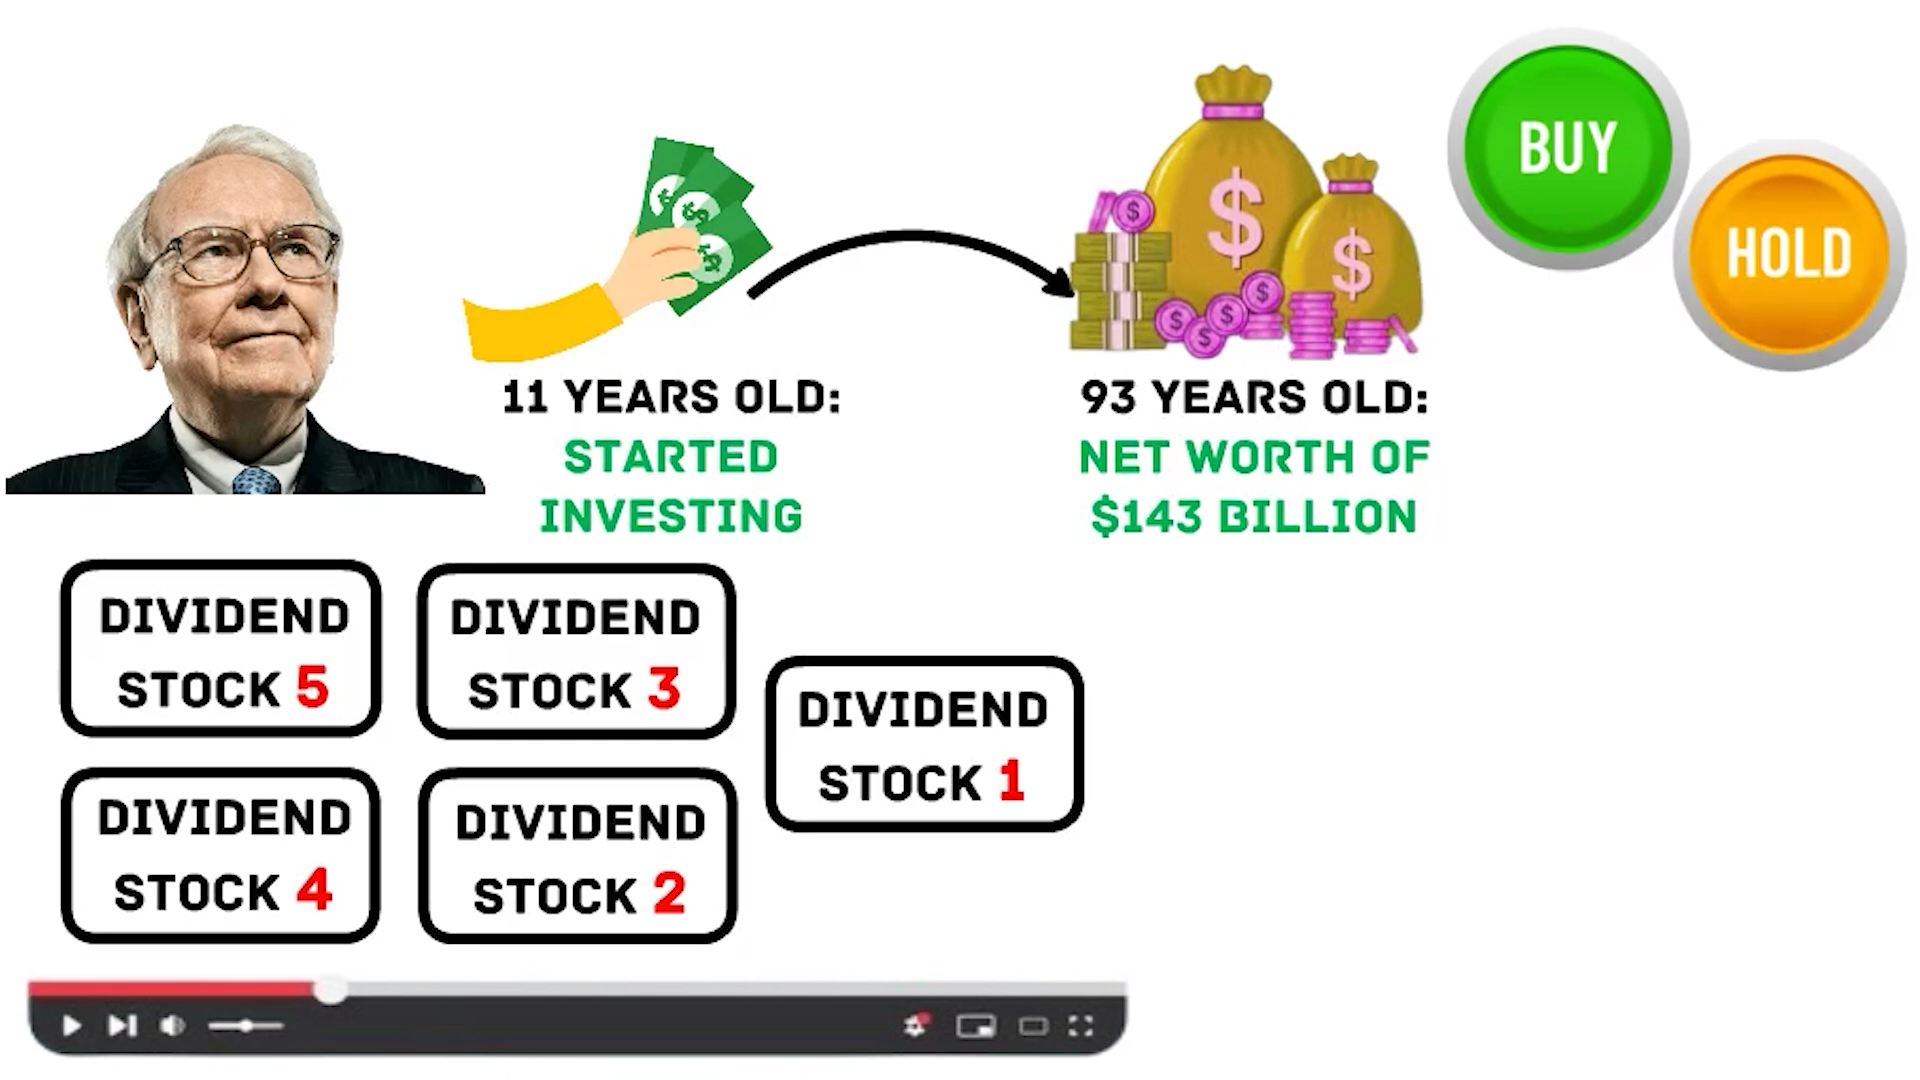 BUY
HOLD
11 YEARS OLD:
STARTED
INVESTING
93 YEARS OLD:
NET WORTH OF
$143 BILLION
DIVIDEND
STOCK 5
DIVIDEND
STOCK 3
DIVIDEND
STOCK 1
DIVIDEND
STOCK 4
DIVIDEND
STOCK 2